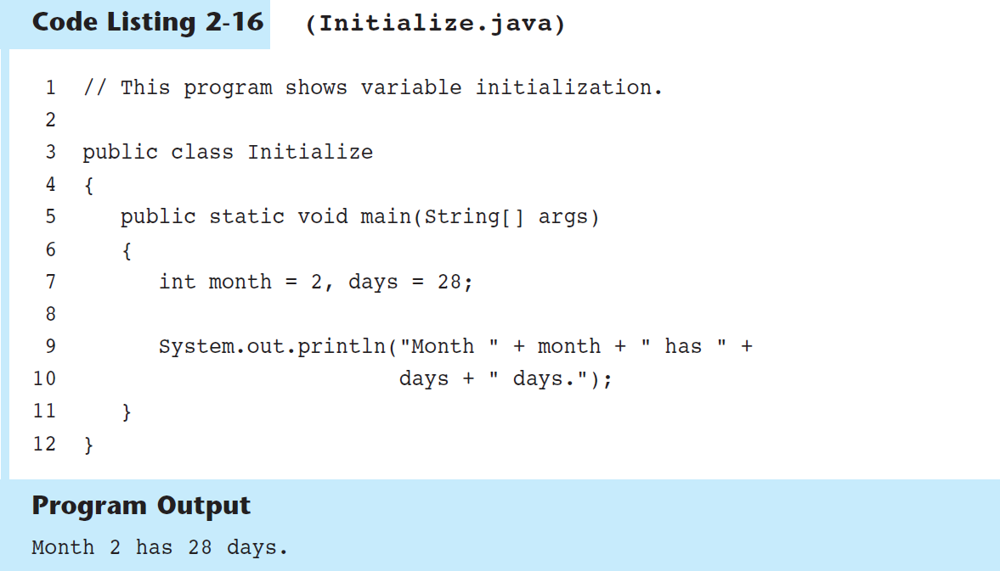 Code Listing 2-16 (Initialize.java)
1 // This program shows variable initialization.
2
3 public class Initialize
4 {
5    public static void main(String[] args)
6    {
7       int month = 2, days = 28;
8
9       System.out.println("Month " + month + " has " +
10                         days + " days.");
11    }
12 }
Program Output
Month 2 has 28 days.